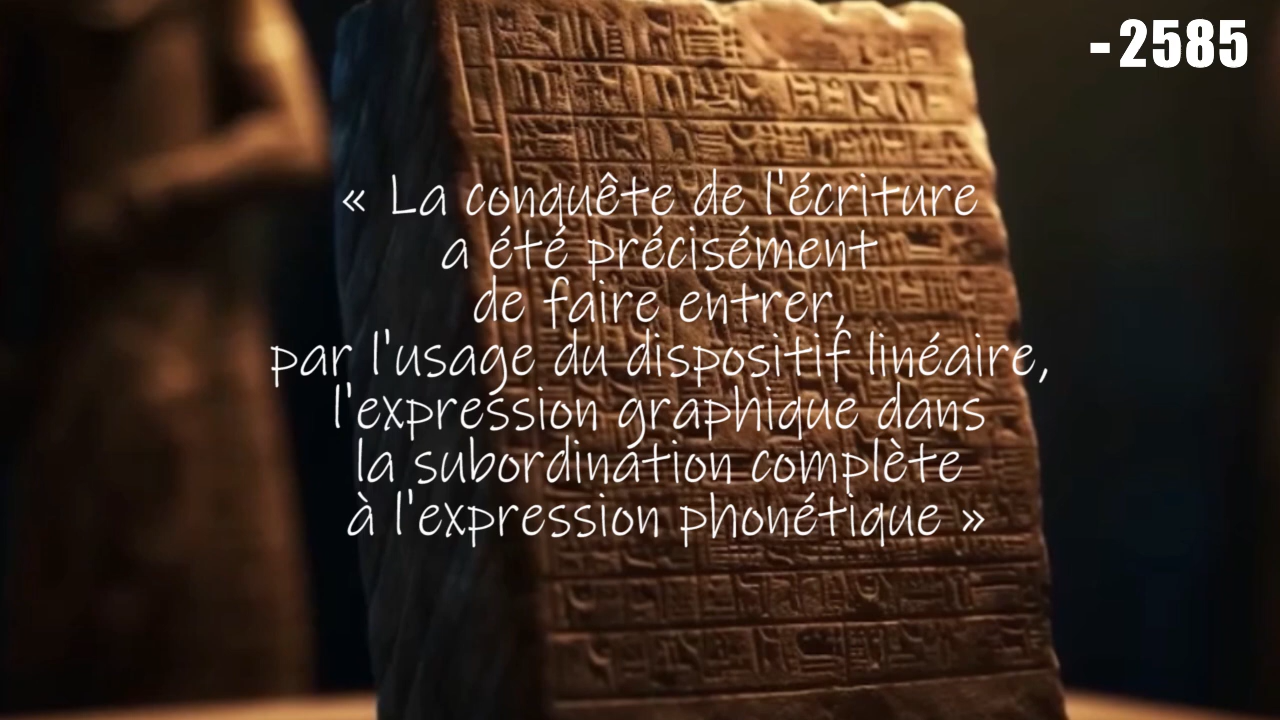 -2585
« La conquête de l'écriture
a été précisément
de faire entrer,
par l'usage du dispositif linéaire,
l'expression graphique dans
la subordination complète
à l'expression phonétique »